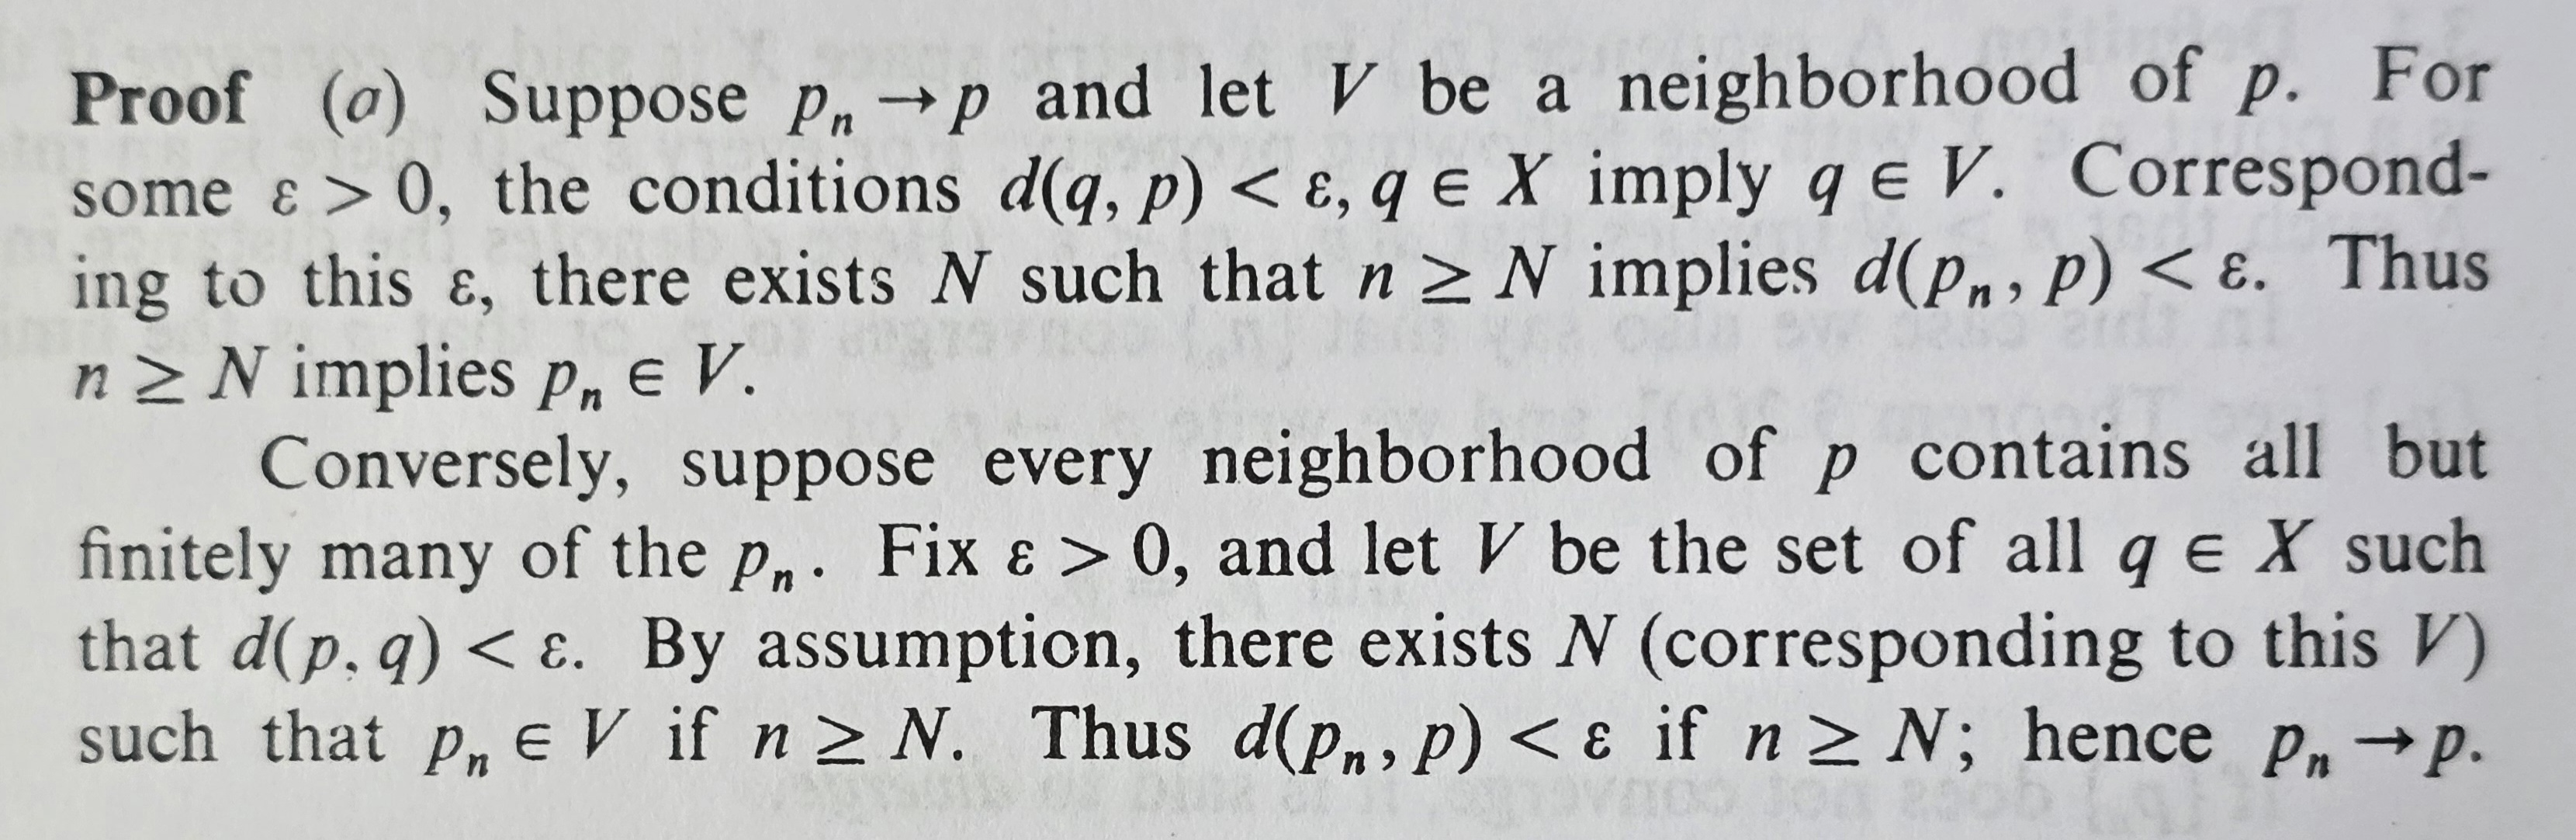 Proof (a) Suppose pₙ → p and let V be a neighborhood of p. For
some ε > 0, the conditions d(q, p) < ε, q ∈ X imply q ∈ V. Correspond-
ing to this ε, there exists N such that n ≥ N implies d(pₙ, p) < ε. Thus
n ≥ N implies pₙ ∈ V.
Conversely, suppose every neighborhood of p contains all but
finitely many of the pₙ. Fix ε > 0, and let V be the set of all q ∈ X such
that d(p, q) < ε. By assumption, there exists N (corresponding to this V)
such that pₙ ∈ V if n ≥ N. Thus d(pₙ, p) < ε if n ≥ N; hence pₙ → p.